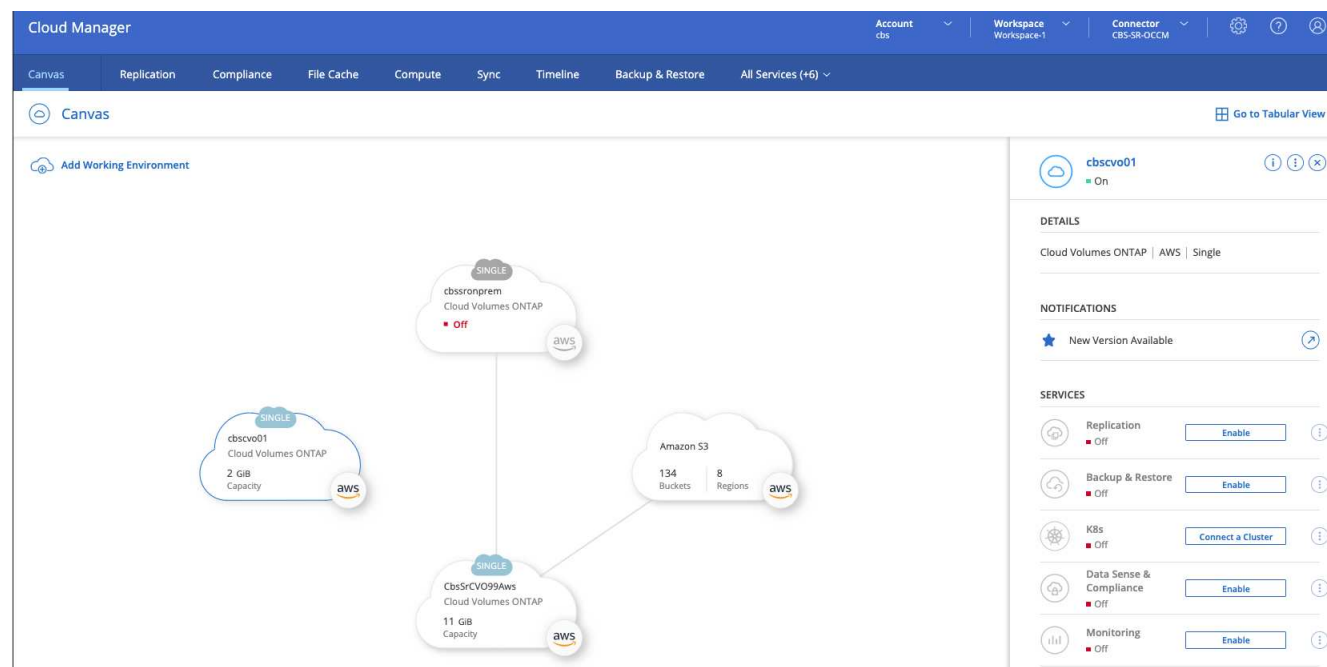 Cloud Manager
Account
cbs
Workspace
Workspace-1
Connector
CBS-SR-OCCM
Canvas
Replication
Compliance
File Cache
Compute
Sync
Timeline
Backup & Restore
All Services (+6)
Canvas
Go to Tabular View
Add Working Environment
SINGLE
cbssronprem
Cloud Volumes ONTAP
Off
aws
SINGLE
cbscvo01
Cloud Volumes ONTAP
2 GiB
Capacity
aws
Amazon S3
134
Buckets
8
Regions
aws
SINGLE
CbsSrCVO99Aws
Cloud Volumes ONTAP
11 GiB
Capacity
aws
cbscvo01
On
DETAILS
Cloud Volumes ONTAP | AWS | Single
NOTIFICATIONS
New Version Available
SERVICES
Replication
Off
Enable
Backup & Restore
Off
Enable
K8s
Off
Connect a Cluster
Data Sense &
Compliance
Off
Enable
Monitoring
Off
Enable